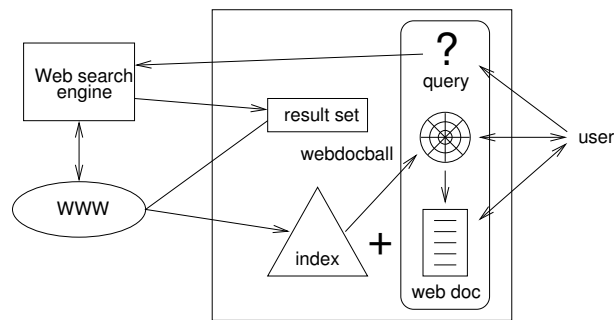 Web search
engine
?
query
result set
webdocball
user
WWW
index
+
web doc